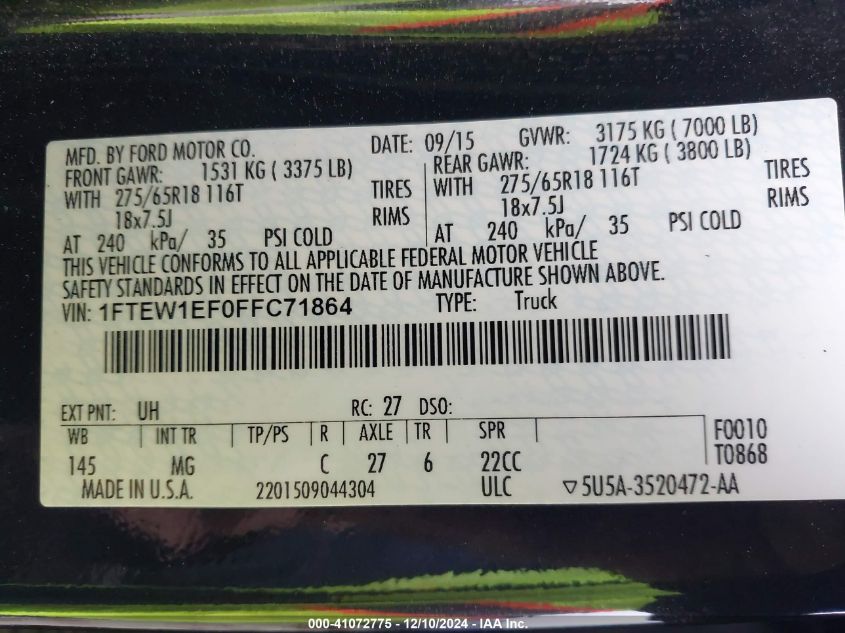 MFD. BY FORD MOTOR CO. DATE: 09/15 GVWR: 3175 KG ( 7000 LB)
FRONT GAWR: 1531 KG ( 3375 LB) REAR GAWR: 1724 KG ( 3800 LB)
WITH 275/65R18 116T TIRES WITH 275/65R18 116T TIRES
18x7.5J RIMS 18x7.5J RIMS
AT 240 kPa/ 35 PSI COLD AT 240 kPa/ 35 PSI COLD
THIS VEHICLE CONFORMS TO ALL APPLICABLE FEDERAL MOTOR VEHICLE
SAFETY STANDARDS IN EFFECT ON THE DATE OF MANUFACTURE SHOWN ABOVE.
VIN: 1FTEW1EF0FFC71864 TYPE: Truck
EXT PNT: UH RC: 27 DSO:
WB INT TR TP/PS R AXLE TR SPR F0010
145 MG C 27 6 22CC T0868
MADE IN U.S.A. 2201509044304 ULC ▽5U5A-3520472-AA
000-41072775 - 12/10/2024 - IAA Inc.